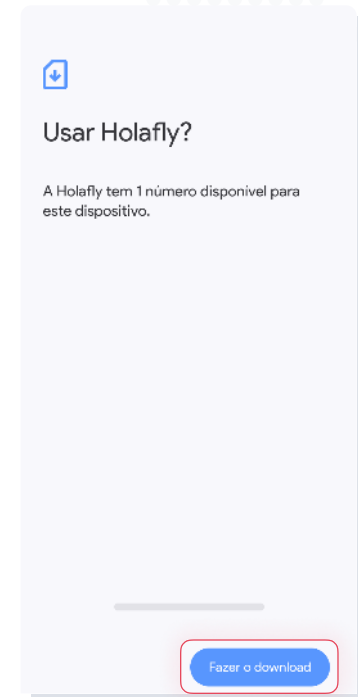 Usar Holafly?
A Holafly tem 1 número disponível para
este dispositivo.
Fazer o download